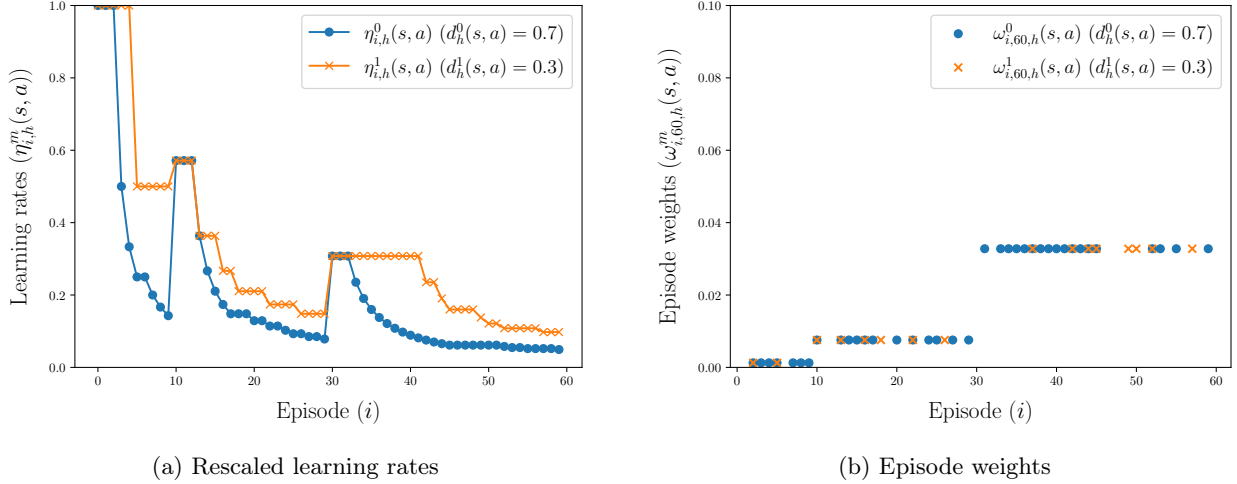 1.0
0.8
0.6
0.4
0.2
0.0
0
10
20
30
40
50
60
Learning rates (η^m_{i,h}(s, a))
Episode (i)
η^0_{i,h}(s, a) (d^0_h(s, a) = 0.7)
η^1_{i,h}(s, a) (d^1_h(s, a) = 0.3)
(a) Rescaled learning rates
0.10
0.08
0.06
0.04
0.02
0.00
0
10
20
30
40
50
60
Episode weights (ω^m_{i,60,h}(s, a))
Episode (i)
ω^0_{i,60,h}(s, a) (d^0_h(s, a) = 0.7)
ω^1_{i,60,h}(s, a) (d^1_h(s, a) = 0.3)
(b) Episode weights